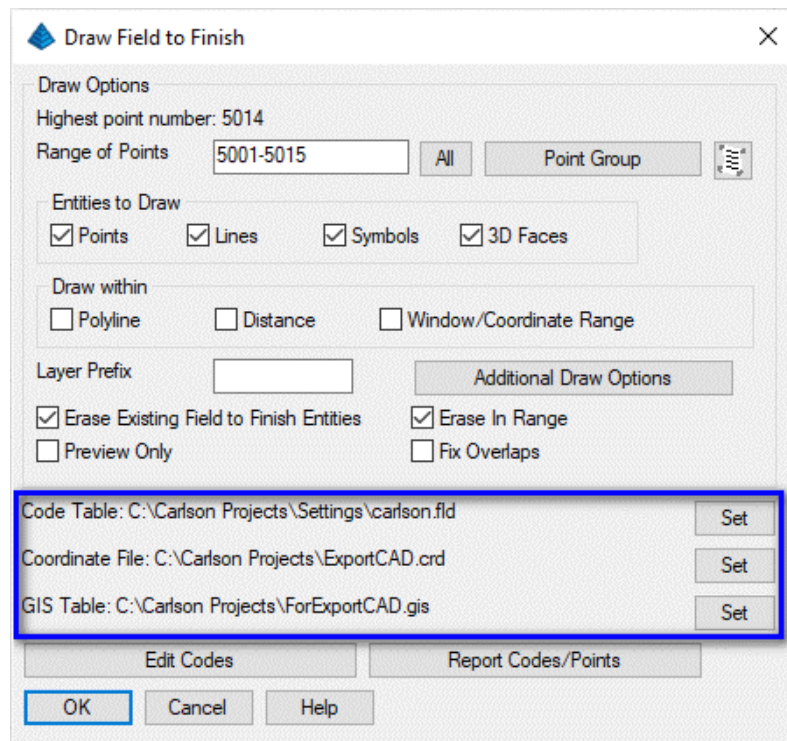 Draw Field to Finish
Draw Options
Highest point number: 5014
Range of Points 5001-5015 All Point Group
Entities to Draw
Points Lines Symbols 3D Faces
Draw within
Polyline Distance Window/Coordinate Range
Layer Prefix Additional Draw Options
Erase Existing Field to Finish Entities Erase In Range
Preview Only Fix Overlaps
Code Table: C:\Carlson Projects\Settings\carlson.fld Set
Coordinate File: C:\Carlson Projects\ExportCAD.crd Set
GIS Table: C:\Carlson Projects\ForExportCAD.gis Set
Edit Codes Report Codes/Points
OK Cancel Help